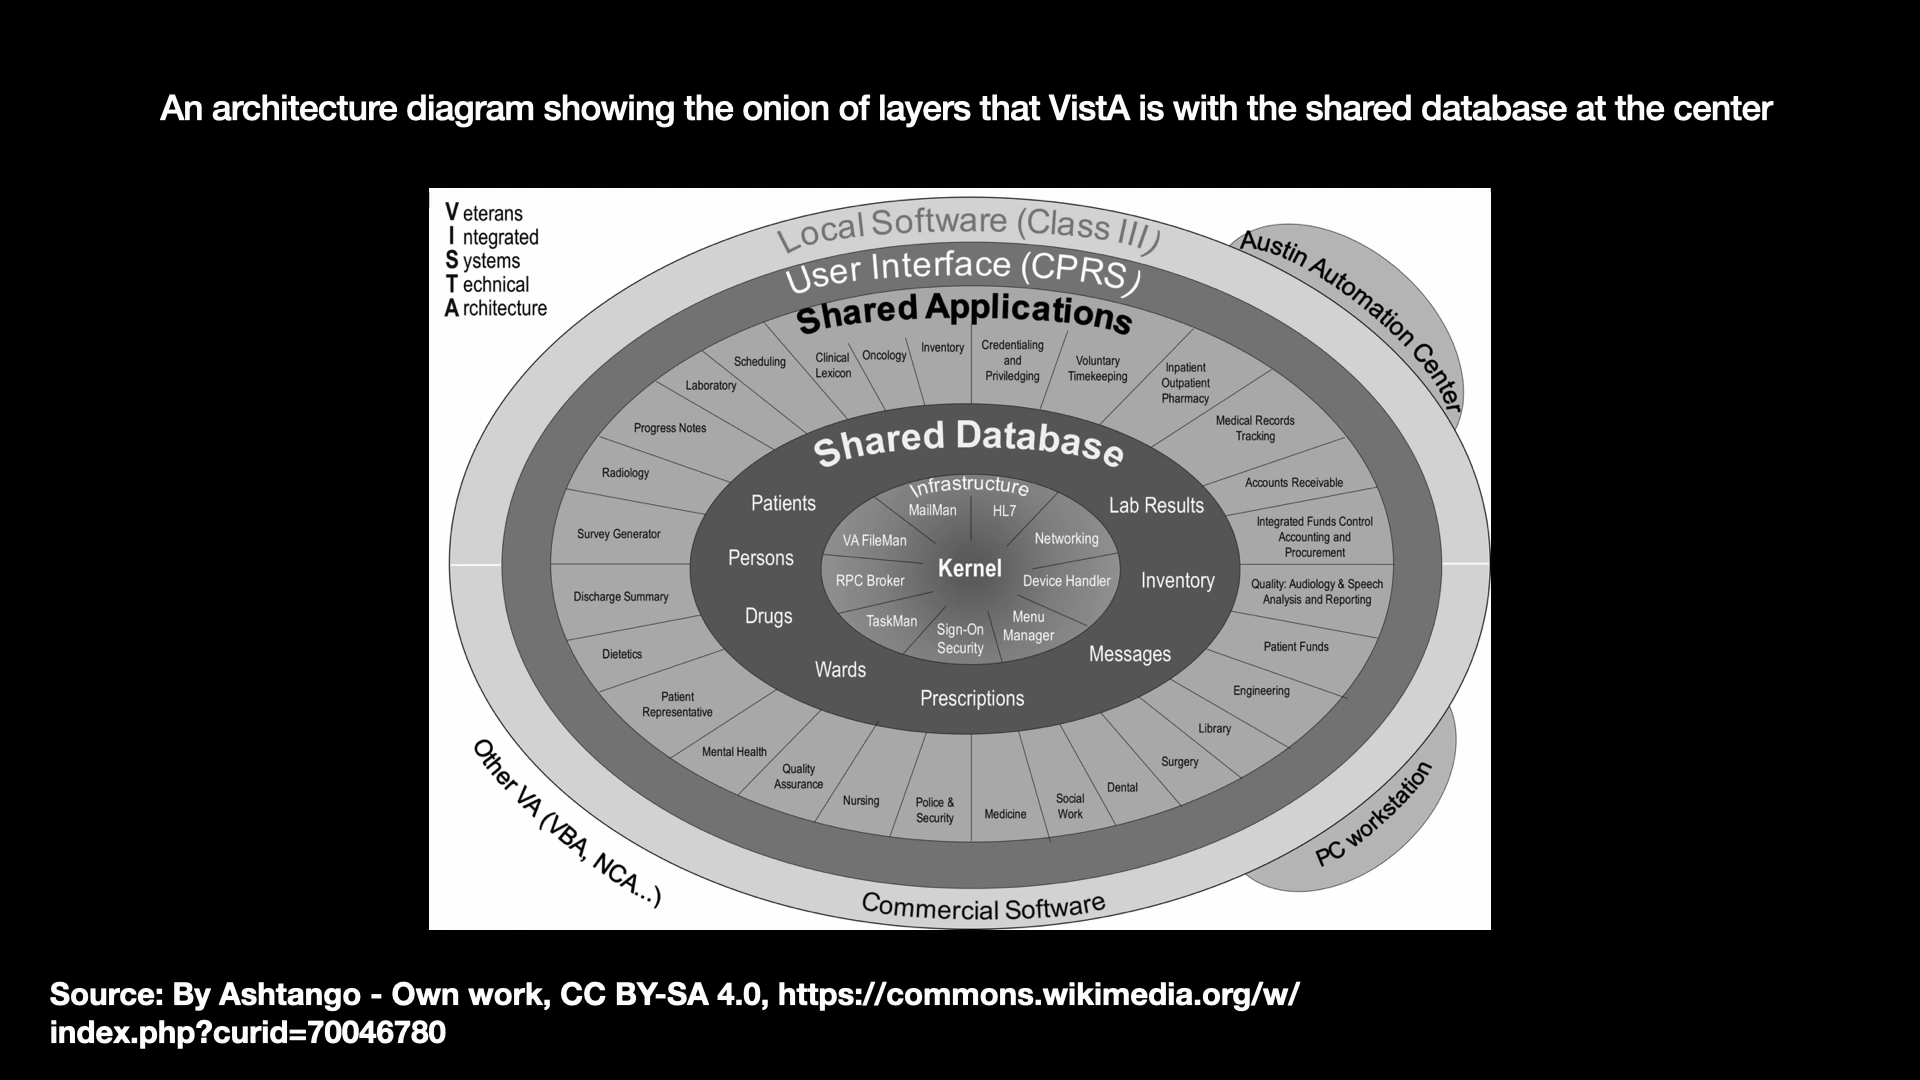 An architecture diagram showing the onion of layers that VistA is with the shared database at the center
V eterans
I ntegrated
S ystems
T echnical
A rchitecture
Local Software (Class III)
User Interface (CPRS)
Shared Applications
Austin Automation Center
Scheduling
Clinical
Lexicon
Oncology
Inventory
Credentialing
and
Priviledging
Voluntary
Timekeeping
Inpatient
Outpatient
Pharmacy
Laboratory
Medical Records
Tracking
Progress Notes
Radiology
Accounts Receivable
Survey Generator
Integrated Funds Control
Accounting and
Procurement
Discharge Summary
Quality: Audiology & Speech
Analysis and Reporting
Dietetics
Patient Funds
Patient
Representative
Engineering
Mental Health
Library
Quality
Assurance
Surgery
Nursing
Police &
Security
Medicine
Social
Work
Dental
Shared Database
Patients
Lab Results
Persons
Inventory
Drugs
Messages
Wards
Prescriptions
Infrastructure
MailMan
HL7
VA FileMan
Networking
Kernel
RPC Broker
Device Handler
TaskMan
Sign-On
Security
Menu
Manager
Other VA (VBA, NCA...)
PC workstation
Commercial Software
Source: By Ashtango - Own work, CC BY-SA 4.0, https://commons.wikimedia.org/w/
index.php?curid=70046780